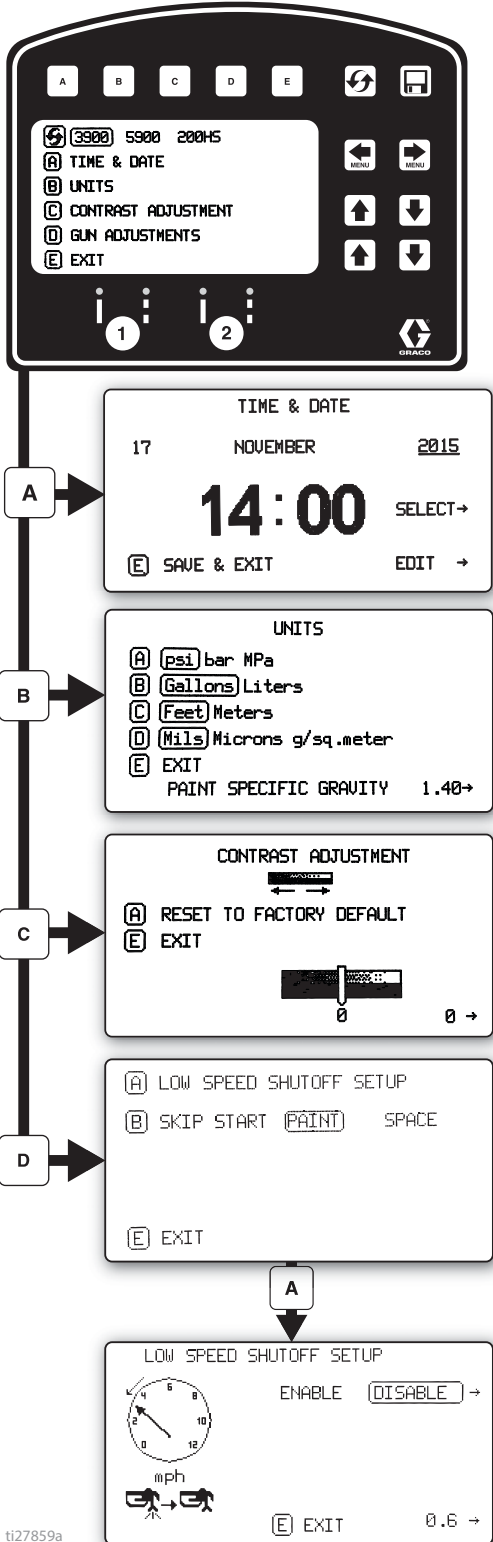 A B C D E
3900 5900 200HS
A TIME & DATE
B UNITS
C CONTRAST ADJUSTMENT
D GUN ADJUSTMENTS
E EXIT
MENU MENU
1 2
GRACO
A
TIME & DATE
17 NOVEMBER 2015
14:00
SELECT→
E SAVE & EXIT EDIT →
B
UNITS
A psi bar MPa
B Gallons Liters
C Feet Meters
D Mils Microns g/sq.meter
E EXIT
PAINT SPECIFIC GRAVITY 1.40→
C
CONTRAST ADJUSTMENT
A RESET TO FACTORY DEFAULT
E EXIT
0 0 →
D
A LOW SPEED SHUTOFF SETUP
B SKIP START PAINT SPACE
E EXIT
A
LOW SPEED SHUTOFF SETUP
ENABLE DISABLE →
0 2 4 6 8 10 12
mph
E EXIT 0.6 →
ti27859a